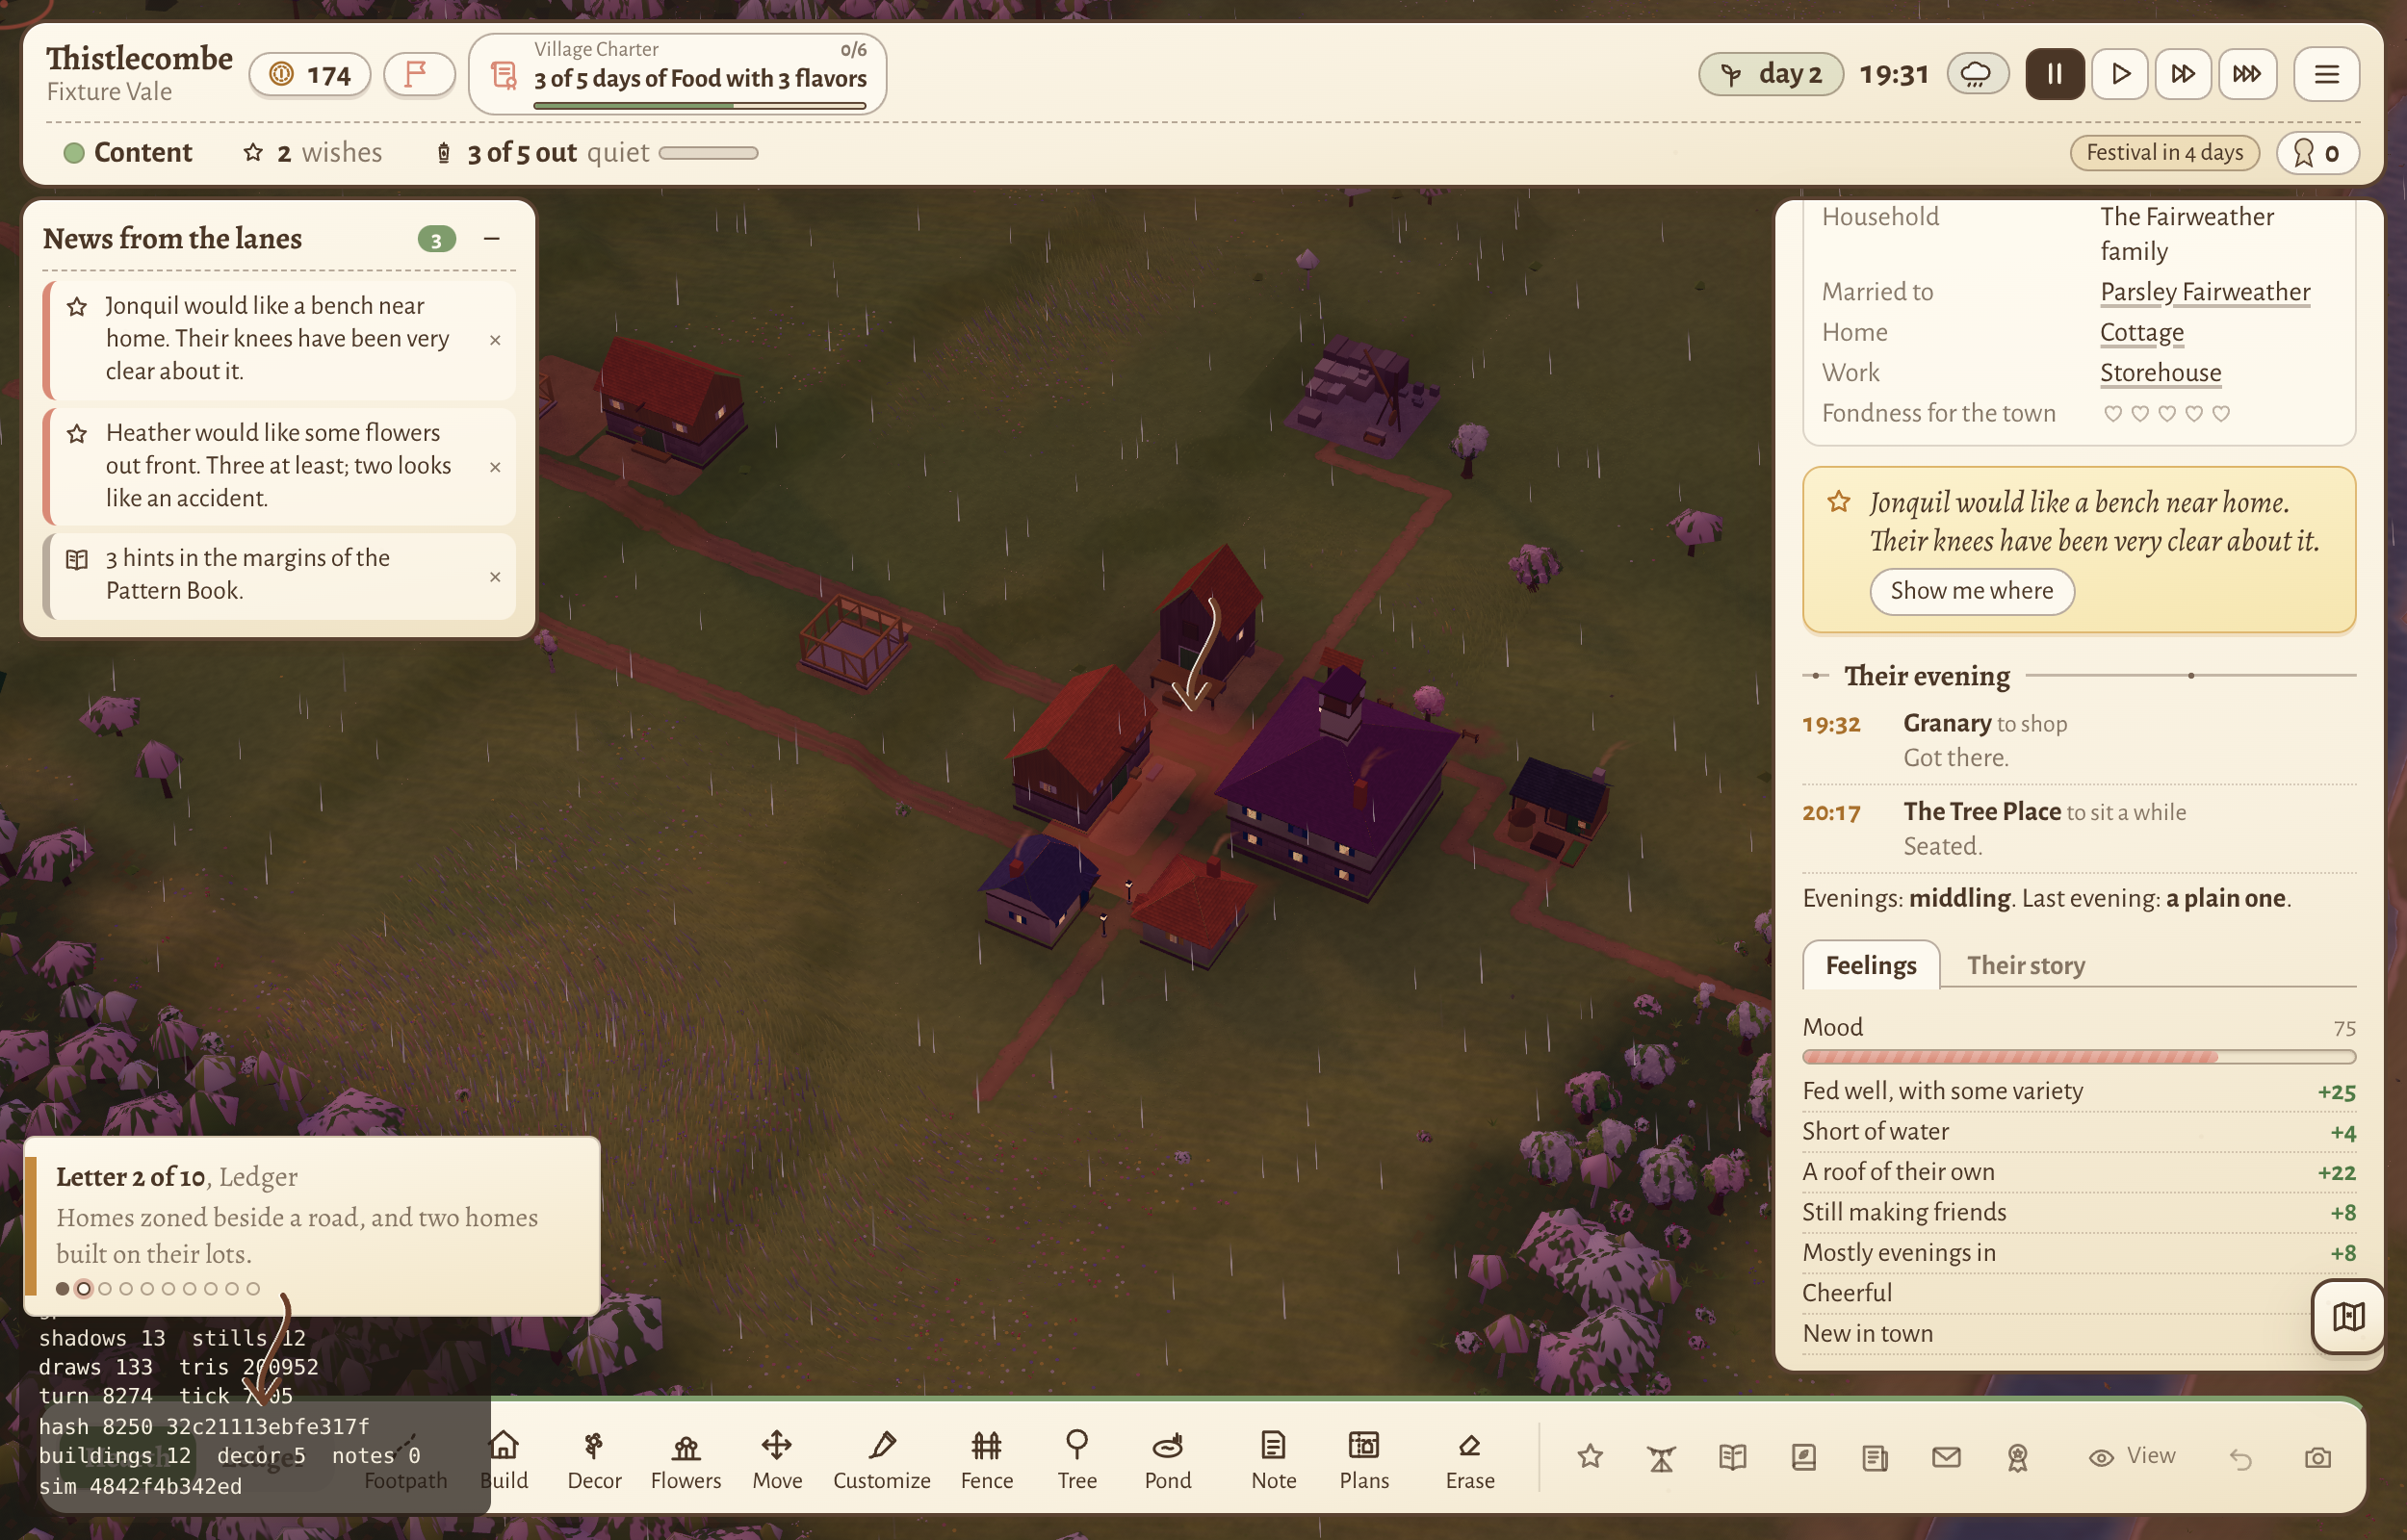 Thistlecombe
Fixture Vale
174
Village Charter 0/6
3 of 5 days of Food with 3 flavors
day 2
19:31
Content
2 wishes
3 of 5 out quiet
Festival in 4 days
0
News from the lanes
3
Jonquil would like a bench near
home. Their knees have been very
clear about it.
Heather would like some flowers
out front. Three at least; two looks
like an accident.
3 hints in the margins of the
Pattern Book.
Household The Fairweather
family
Married to Parsley Fairweather
Home Cottage
Work Storehouse
Fondness for the town
Jonquil would like a bench near home.
Their knees have been very clear about it.
Show me where
Their evening
19:32 Granary to shop
Got there.
20:17 The Tree Place to sit a while
Seated.
Evenings: middling. Last evening: a plain one.
Feelings
Their story
Mood 75
Fed well, with some variety +25
Short of water +4
A roof of their own +22
Still making friends +8
Mostly evenings in +8
Cheerful
New in town
Letter 2 of 10, Ledger
Homes zoned beside a road, and two homes
built on their lots.
shadows 13 stills 12
draws 133 tris 200952
turn 8274 tick
hash 8250 32c21113ebfe317f
buildings 12 decor 5 notes 0
sim 4842f4b342ed
Footpath
Build
Decor
Flowers
Move
Customize
Fence
Tree
Pond
Note
Plans
Erase
View